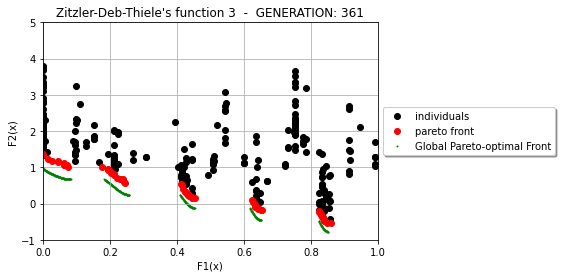 Zitzler-Deb-Thiele's function 3 - GENERATION: 361
5
4
3
2
1
0
−1
F2(x)
0.0 0.2 0.4 0.6 0.8 1.0
F1(x)
individuals
pareto front
Global Pareto-optimal Front